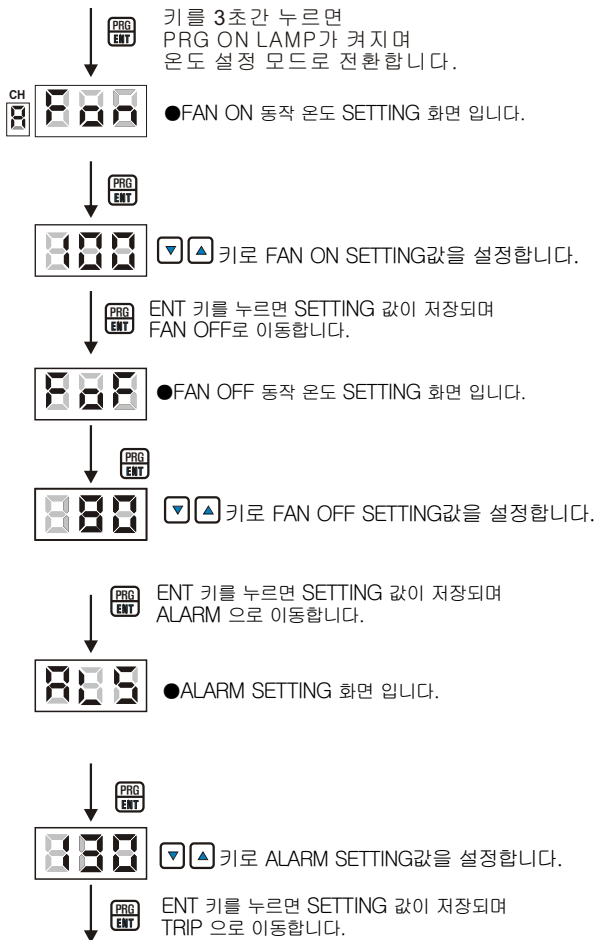 PRG
ENT
키를 3초간 누르면
PRG ON LAMP가 켜지며
온도 설정 모드로 전환합니다.
CH
Fon
●FAN ON 동작 온도 SETTING 화면 입니다.
PRG
ENT
100
▼▲키로 FAN ON SETTING값을 설정합니다.
PRG
ENT
ENT 키를 누르면 SETTING 값이 저장되며
FAN OFF로 이동합니다.
FoF
●FAN OFF 동작 온도 SETTING 화면 입니다.
PRG
ENT
80
▼▲키로 FAN OFF SETTING값을 설정합니다.
PRG
ENT
ENT 키를 누르면 SETTING 값이 저장되며
ALARM 으로 이동합니다.
ALS
●ALARM SETTING 화면 입니다.
PRG
ENT
130
▼▲키로 ALARM SETTING값을 설정합니다.
PRG
ENT
ENT 키를 누르면 SETTING 값이 저장되며
TRIP 으로 이동합니다.